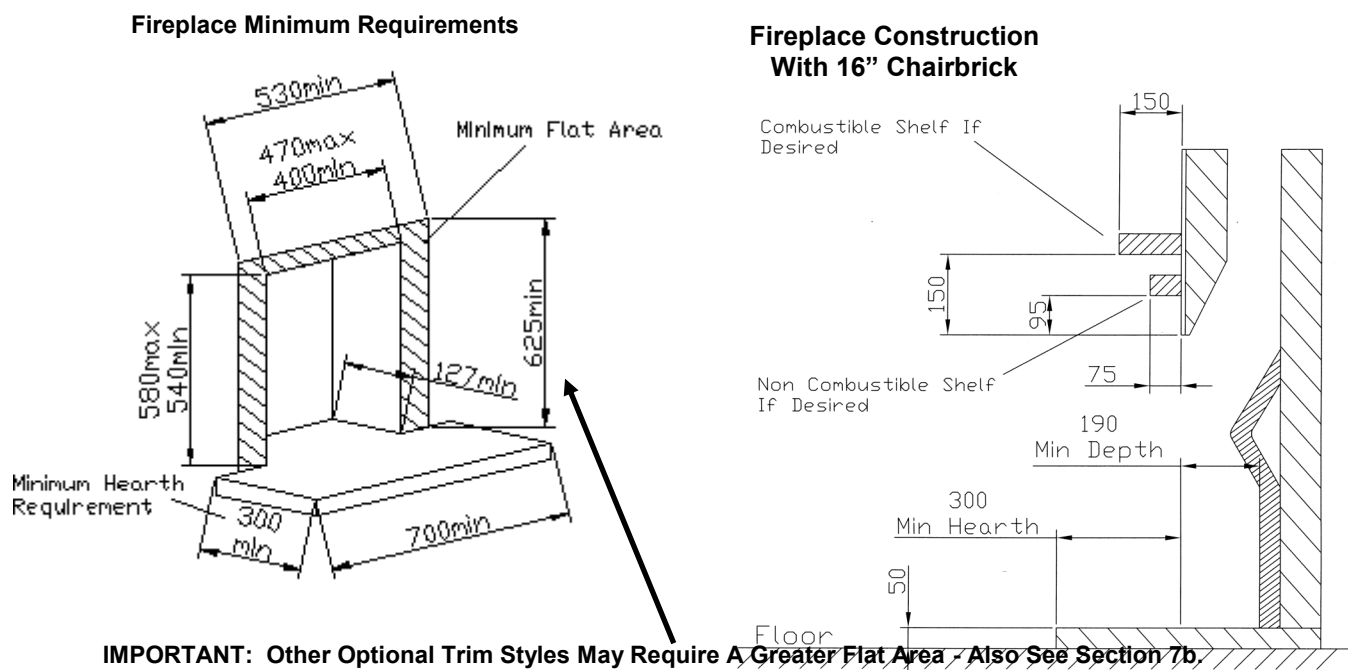 Fireplace Minimum Requirements
530min
470max
400min
Minimum Flat Area
580max
540min
625min
127min
Minimum Hearth
Requirement
300
min
700min
Fireplace Construction
With 16” Chairbrick
150
Combustible Shelf If
Desired
150
95
75
Non Combustible Shelf
If Desired
190
Min Depth
300
Min Hearth
50
Floor
IMPORTANT: Other Optional Trim Styles May Require A Greater Flat Area - Also See Section 7b.